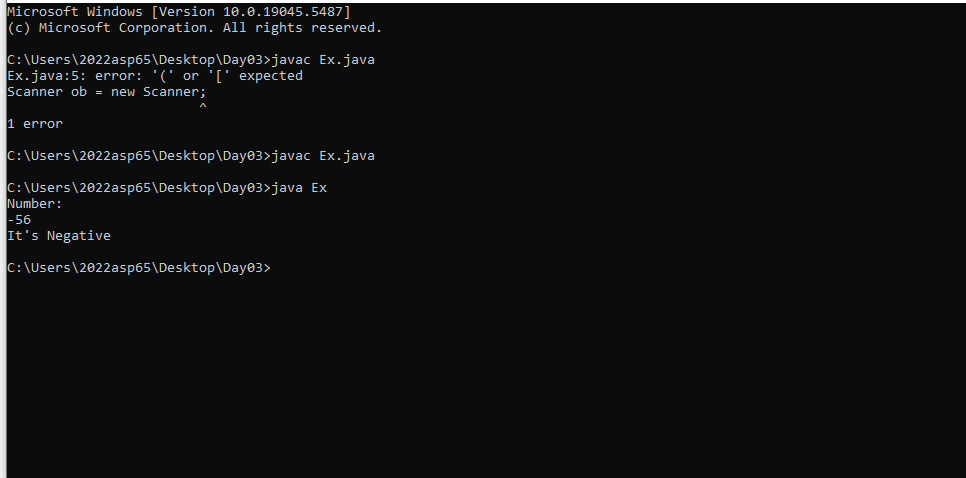 Microsoft Windows [Version 10.0.19045.5487]
(c) Microsoft Corporation. All rights reserved.
C:\Users\2022asp65\Desktop\Day03>javac Ex.java
Ex.java:5: error: '(' or '[' expected
Scanner ob = new Scanner;
^
1 error
C:\Users\2022asp65\Desktop\Day03>javac Ex.java
C:\Users\2022asp65\Desktop\Day03>java Ex
Number:
-56
It's Negative
C:\Users\2022asp65\Desktop\Day03>